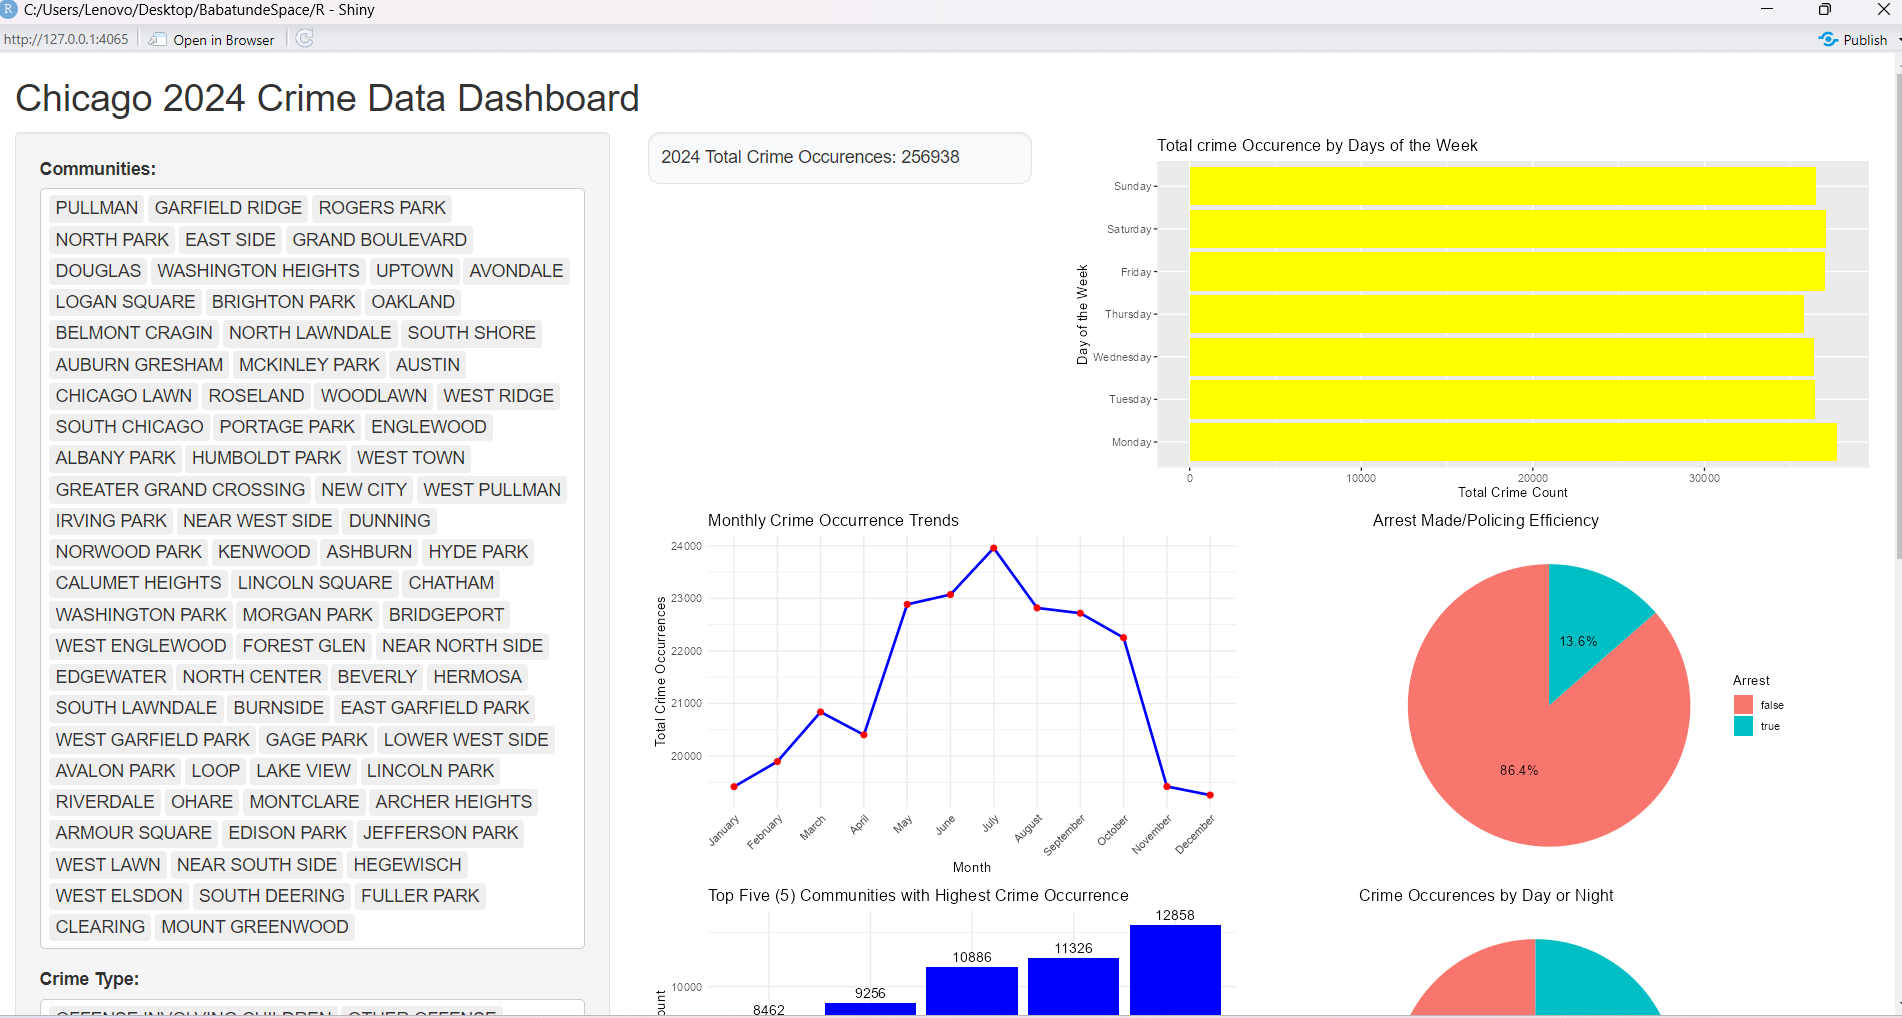 C:/Users/Lenovo/Desktop/BabatundeSpace/R - Shiny
http://127.0.0.1:4065 Open in Browser Publish
Chicago 2024 Crime Data Dashboard
Communities:
PULLMAN GARFIELD RIDGE ROGERS PARK
NORTH PARK EAST SIDE GRAND BOULEVARD
DOUGLAS WASHINGTON HEIGHTS UPTOWN AVONDALE
LOGAN SQUARE BRIGHTON PARK OAKLAND
BELMONT CRAGIN NORTH LAWNDALE SOUTH SHORE
AUBURN GRESHAM MCKINLEY PARK AUSTIN
CHICAGO LAWN ROSELAND WOODLAWN WEST RIDGE
SOUTH CHICAGO PORTAGE PARK ENGLEWOOD
ALBANY PARK HUMBOLDT PARK WEST TOWN
GREATER GRAND CROSSING NEW CITY WEST PULLMAN
IRVING PARK NEAR WEST SIDE DUNNING
NORWOOD PARK KENWOOD ASHBURN HYDE PARK
CALUMET HEIGHTS LINCOLN SQUARE CHATHAM
WASHINGTON PARK MORGAN PARK BRIDGEPORT
WEST ENGLEWOOD FOREST GLEN NEAR NORTH SIDE
EDGEWATER NORTH CENTER BEVERLY HERMOSA
SOUTH LAWNDALE BURNSIDE EAST GARFIELD PARK
WEST GARFIELD PARK GAGE PARK LOWER WEST SIDE
AVALON PARK LOOP LAKE VIEW LINCOLN PARK
RIVERDALE OHARE MONTCLARE ARCHER HEIGHTS
ARMOUR SQUARE EDISON PARK JEFFERSON PARK
WEST LAWN NEAR SOUTH SIDE HEGEWISCH
WEST ELSDON SOUTH DEERING FULLER PARK
CLEARING MOUNT GREENWOOD
Crime Type:
OFFENSE INVOLVING CHILDREN OTHER OFFENSE
2024 Total Crime Occurences: 256938
Total crime Occurence by Days of the Week
Day of the Week
Sunday
Saturday
Friday
Thursday
Wednesday
Tuesday
Monday
0 10000 20000 30000
Total Crime Count
Monthly Crime Occurrence Trends
Total Crime Occurrences
24000
23000
22000
21000
20000
January February March April May June July August September October November December
Month
Arrest Made/Policing Efficiency
13.6%
86.4%
Arrest
false
true
Top Five (5) Communities with Highest Crime Occurrence
10000
8462
9256
10886
11326
12858
Crime Occurences by Day or Night